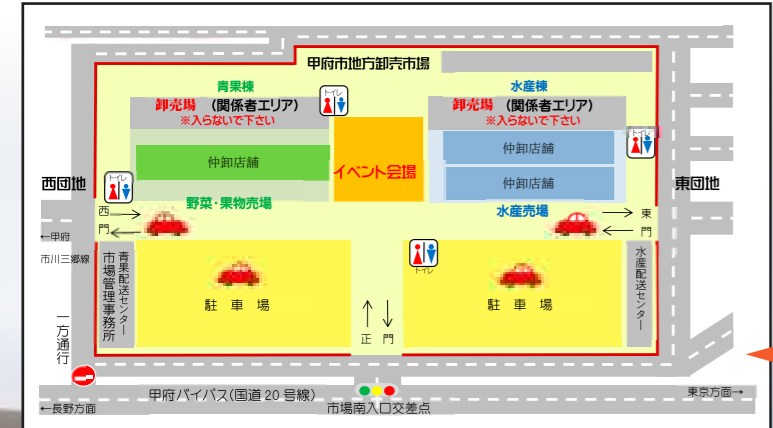 甲府市地方卸売市場
青果棟
卸売場 (関係者エリア)
※入らないで下さい
トイレ
水産棟
卸売場 (関係者エリア)
※入らないで下さい
トイレ
仲卸店舗
イベント会場
仲卸店舗
仲卸店舗
西団地
トイレ
東団地
野菜・果物売場
水産売場
西門
東門
←甲府
市川三郷線
青果配送センター
市場管理事務所
駐車場
トイレ
駐車場
水産配送センター
正門
一方通行
甲府バイパス(国道20号線)
東京方面→
←長野方面
市場南入口交差点